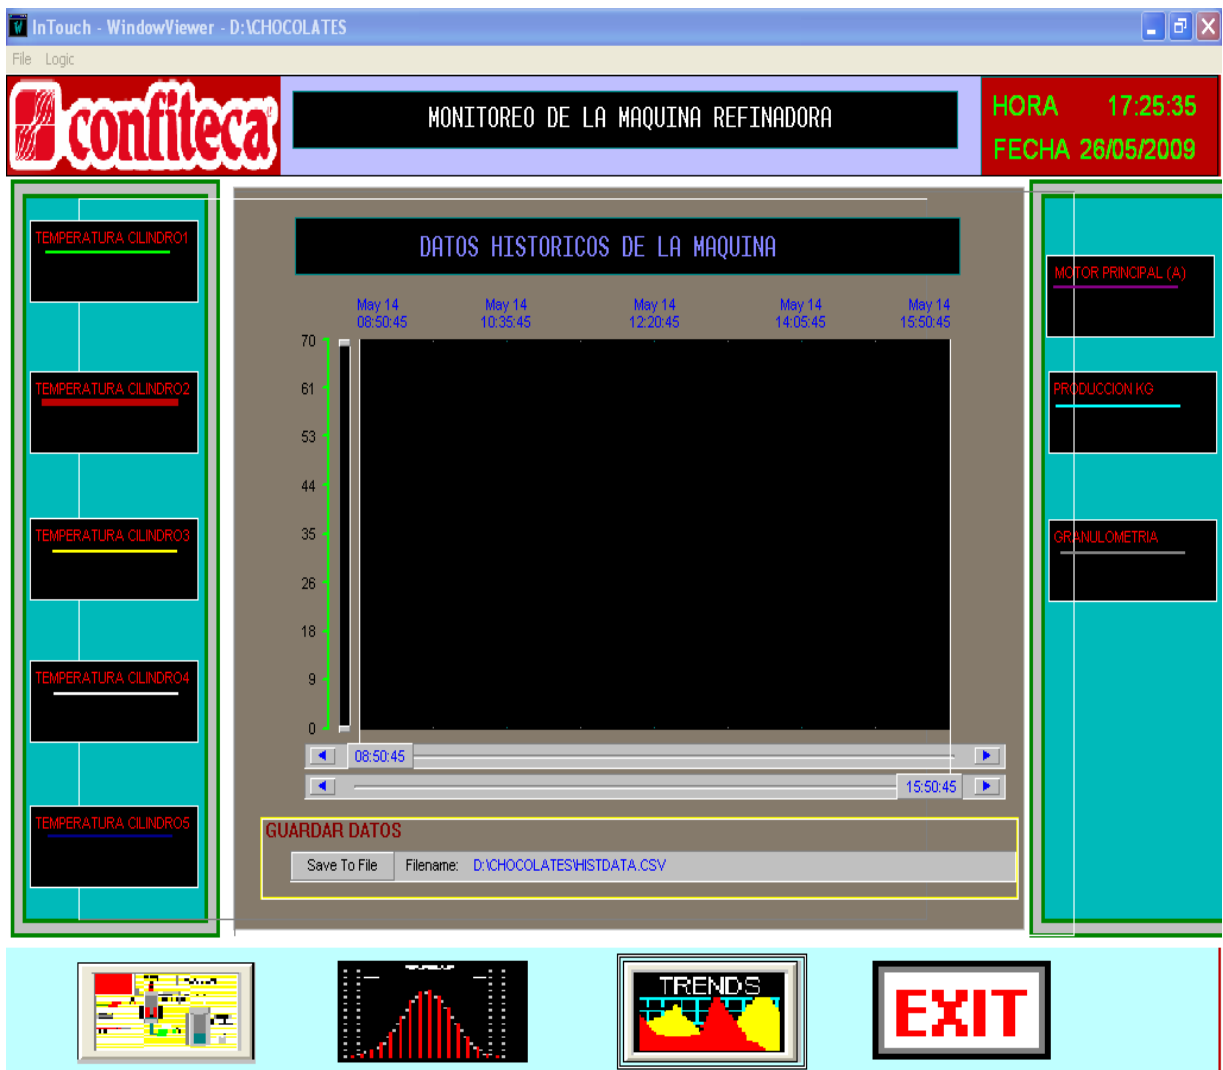 InTouch - WindowViewer - D:\CHOCOLATES
File Logic
confiteca
MONITOREO DE LA MAQUINA REFINADORA
HORA 17:25:35
FECHA 26/05/2009
TEMPERATURA CILINDRO1
TEMPERATURA CILINDRO2
TEMPERATURA CILINDRO3
TEMPERATURA CILINDRO4
TEMPERATURA CILINDRO5
DATOS HISTORICOS DE LA MAQUINA
May 14 May 14 May 14 May 14 May 14
08:50:45 10:35:45 12:20:45 14:05:45 15:50:45
70
61
53
44
35
26
18
9
0
08:50:45
15:50:45
GUARDAR DATOS
Save To File Filename: D:\CHOCOLATES\HISTDATA.CSV
MOTOR PRINCIPAL (A)
PRODUCCION KG
GRANULOMETRIA
TRENDS
EXIT